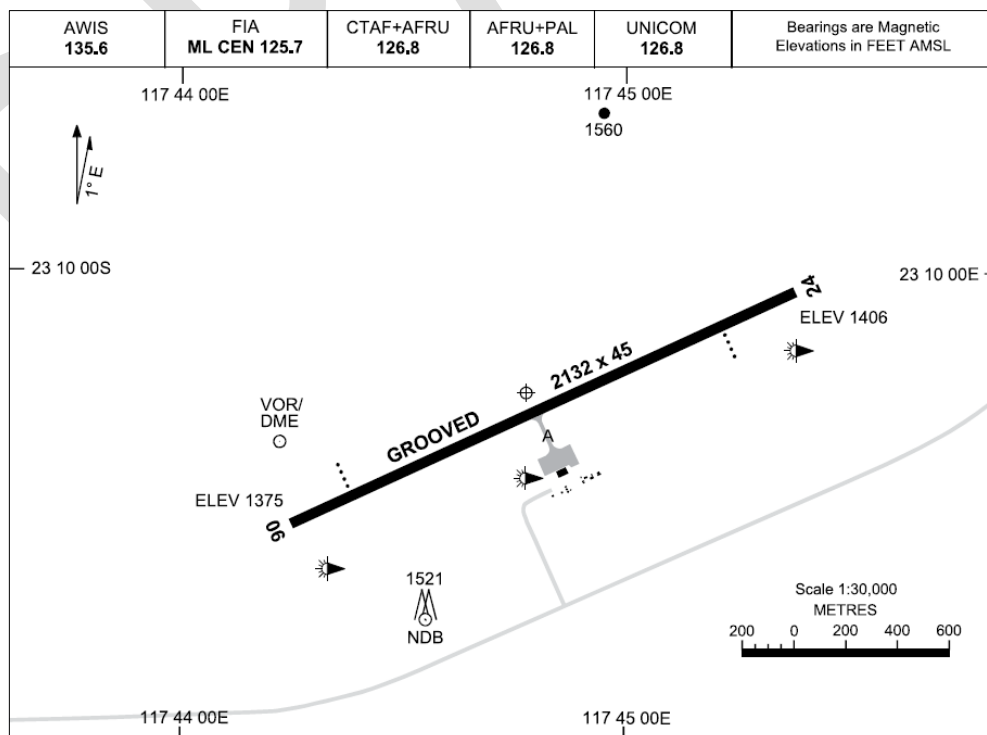 AWIS
135.6
FIA
ML CEN 125.7
CTAF+AFRU
126.8
AFRU+PAL
126.8
UNICOM
126.8
Bearings are Magnetic
Elevations in FEET AMSL
117 44 00E
117 45 00E
1560
1° E
23 10 00S
23 10 00E
24
ELEV 1406
2132 x 45
VOR/
DME
GROOVED
A
ELEV 1375
06
1521
NDB
Scale 1:30,000
METRES
200 0 200 400 600
117 44 00E
117 45 00E